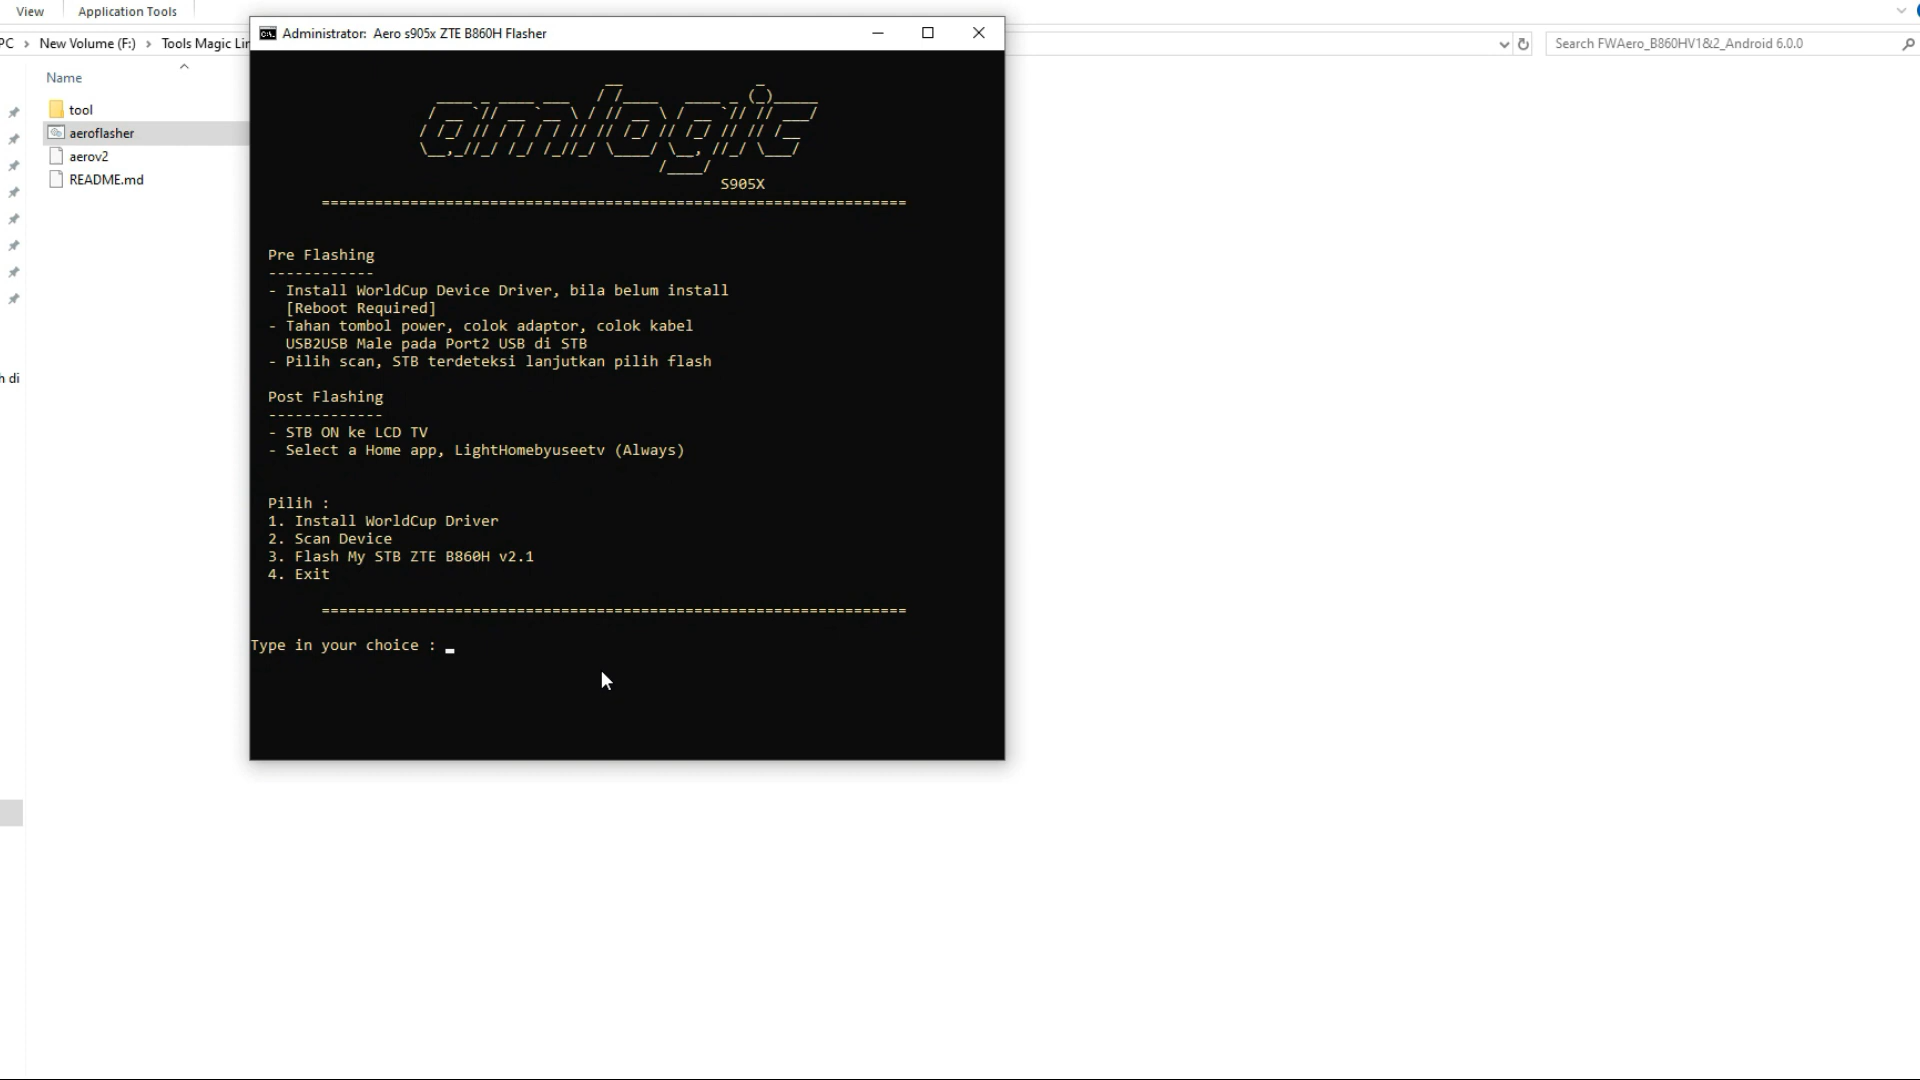 View
Application Tools
Administrator:  Aero s905x ZTE B860H Flasher
PC › New Volume (F:) › Tools Magic Lin
Search FWAero_B860HV1&2_Android 6.0.0
Name
tool
aeroflasher
aerov2
README.md
h di
amlogic
S905X
=================================================================
Pre Flashing
------------
- Install WorldCup Device Driver, bila belum install
[Reboot Required]
- Tahan tombol power, colok adaptor, colok kabel
USB2USB Male pada Port2 USB di STB
- Pilih scan, STB terdeteksi lanjutkan pilih flash
Post Flashing
-------------
- STB ON ke LCD TV
- Select a Home app, LightHomebyuseetv (Always)
Pilih :
1. Install WorldCup Driver
2. Scan Device
3. Flash My STB ZTE B860H v2.1
4. Exit
=================================================================
Type in your choice : _